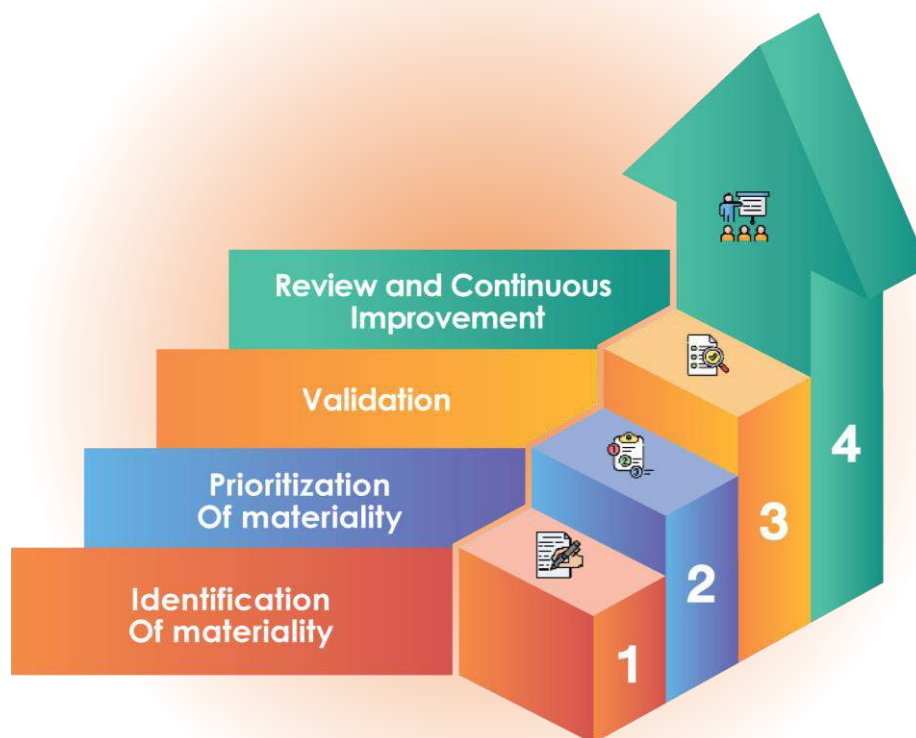 Review and Continuous
Improvement
Validation
Prioritization
Of materiality
Identification
Of materiality
1
2
3
4